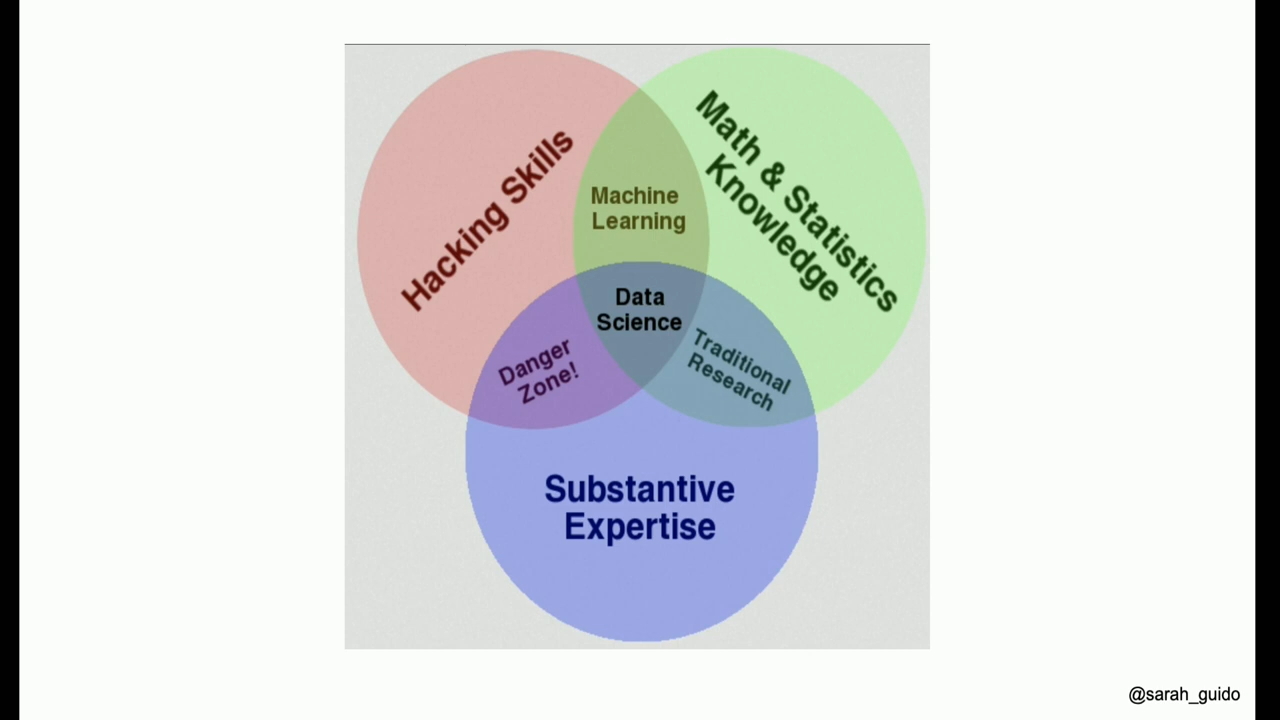 Hacking Skills
Math & Statistics
Knowledge
Machine
Learning
Data
Science
Danger
Zone!
Traditional
Research
Substantive
Expertise
@sarah_guido